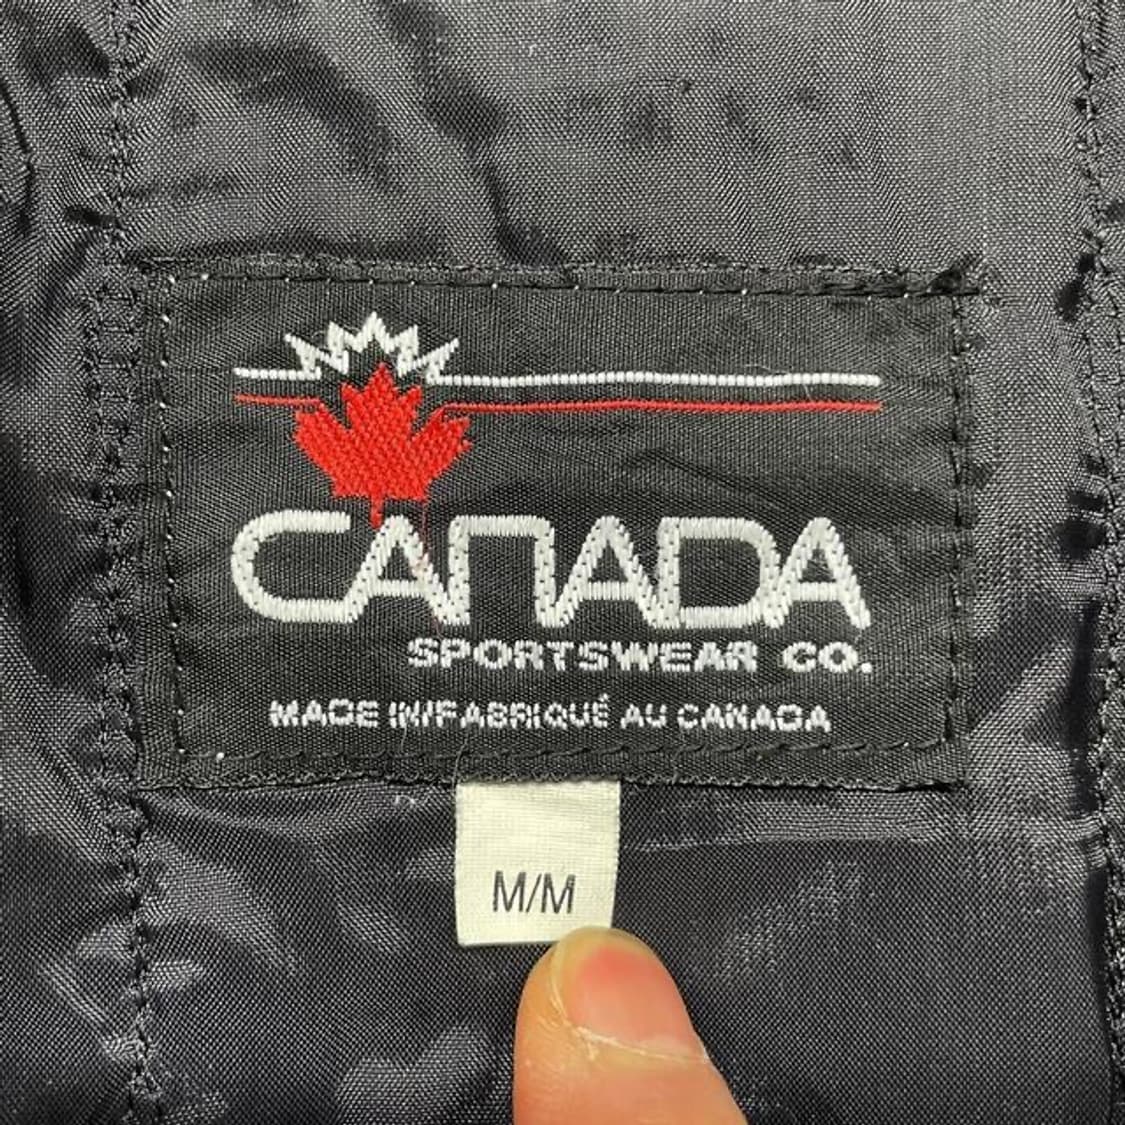 CANADA
SPORTSWEAR CO.
MADE IN/FABRIQUÉ AU CANADA
M/M